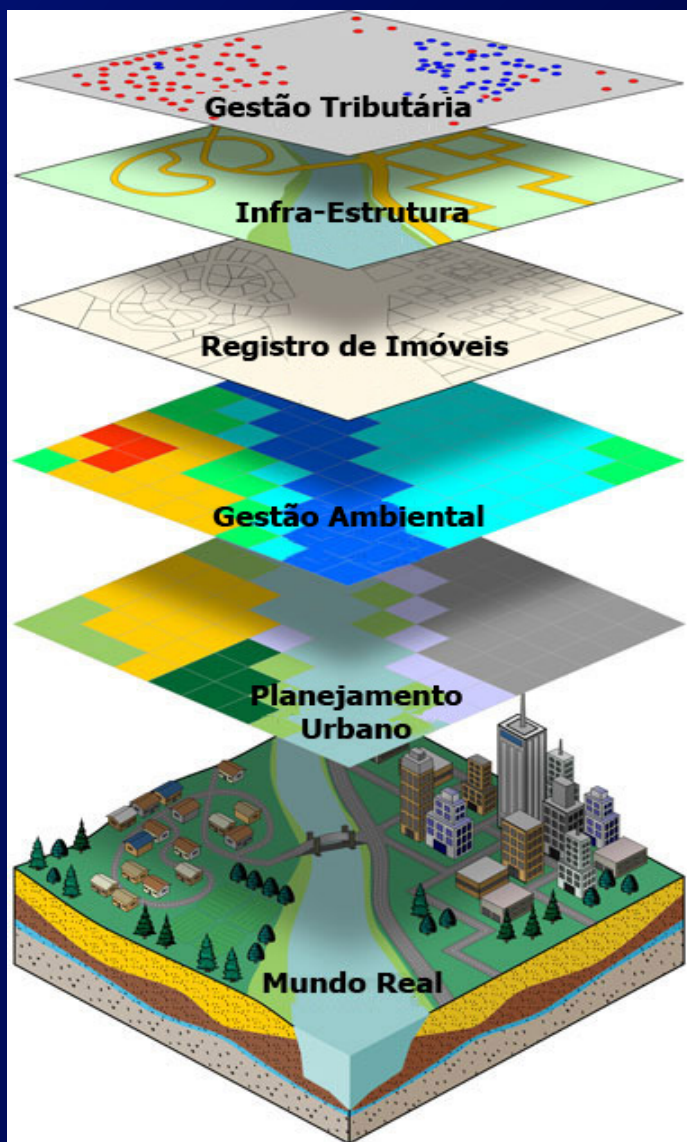 Gestão Tributária
Infra-Estrutura
Registro de Imóveis
Gestão Ambiental
Planejamento
Urbano
Mundo Real